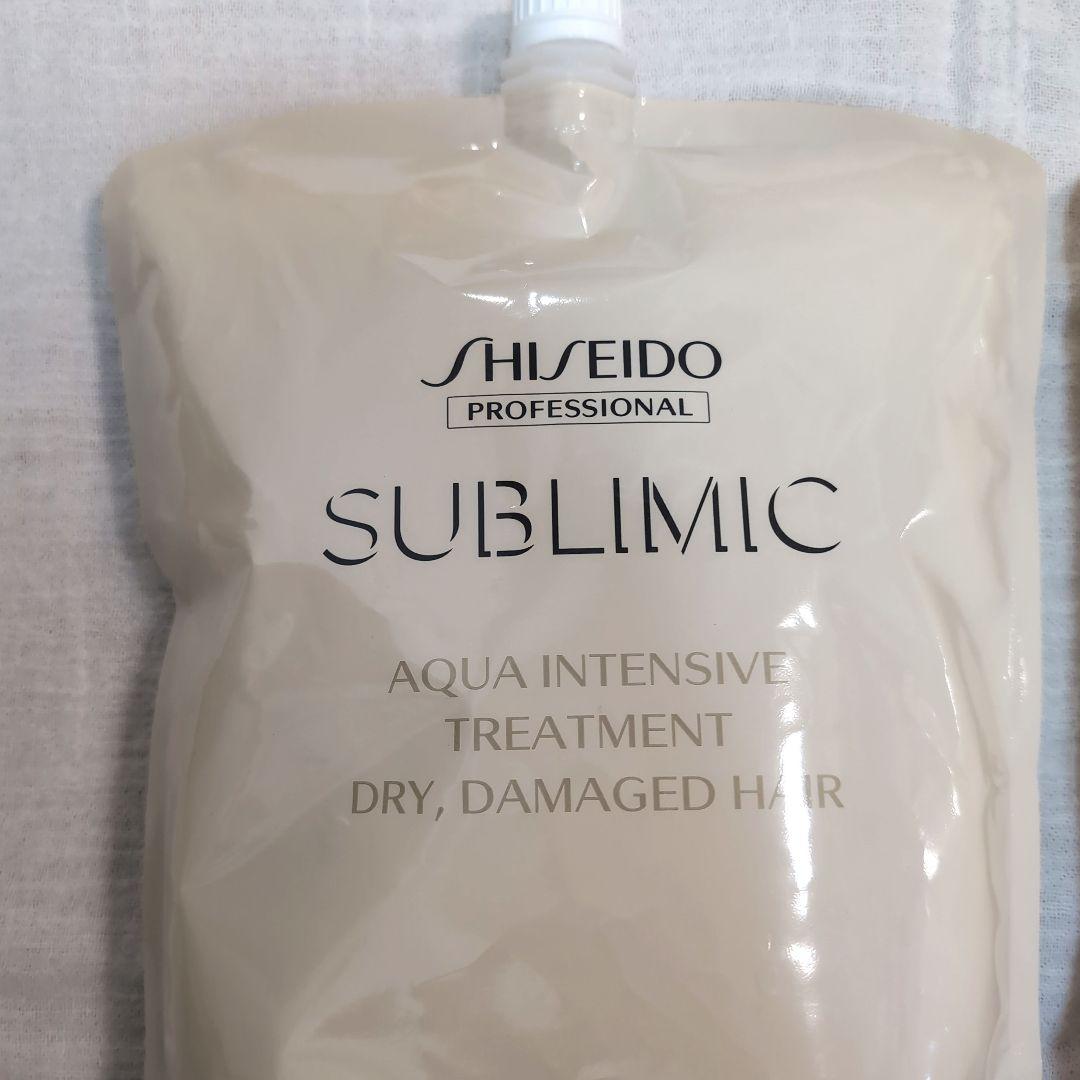 SHISEIDO
PROFESSIONAL
SUBLIMIC
AQUA INTENSIVE
TREATMENT
DRY, DAMAGED HAIR